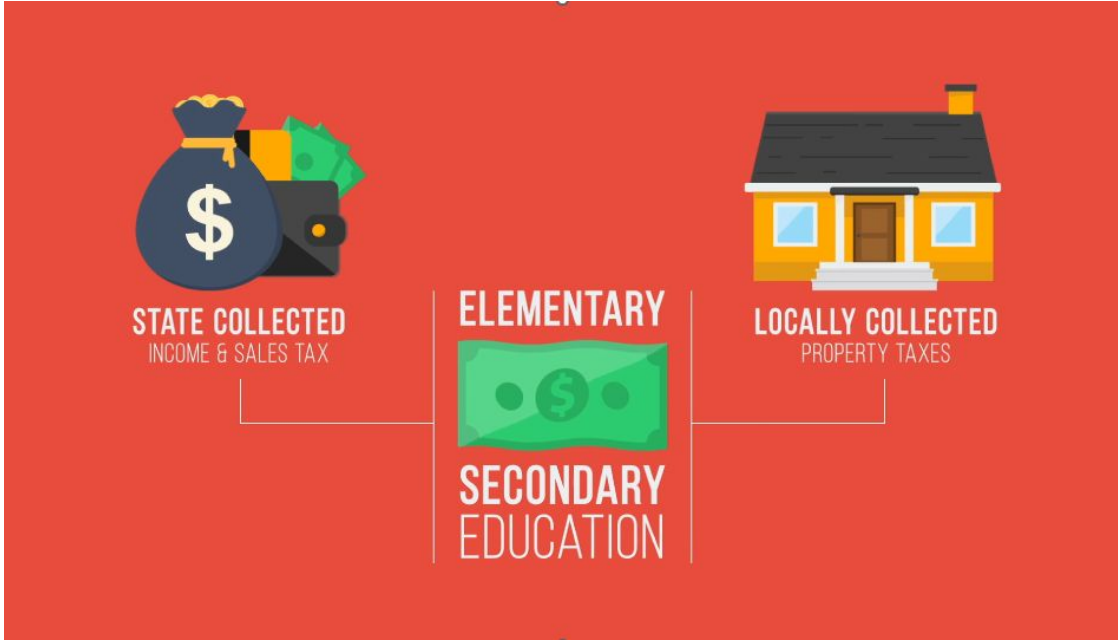 $
STATE COLLECTED
INCOME & SALES TAX
ELEMENTARY
$
SECONDARY
EDUCATION
LOCALLY COLLECTED
PROPERTY TAXES